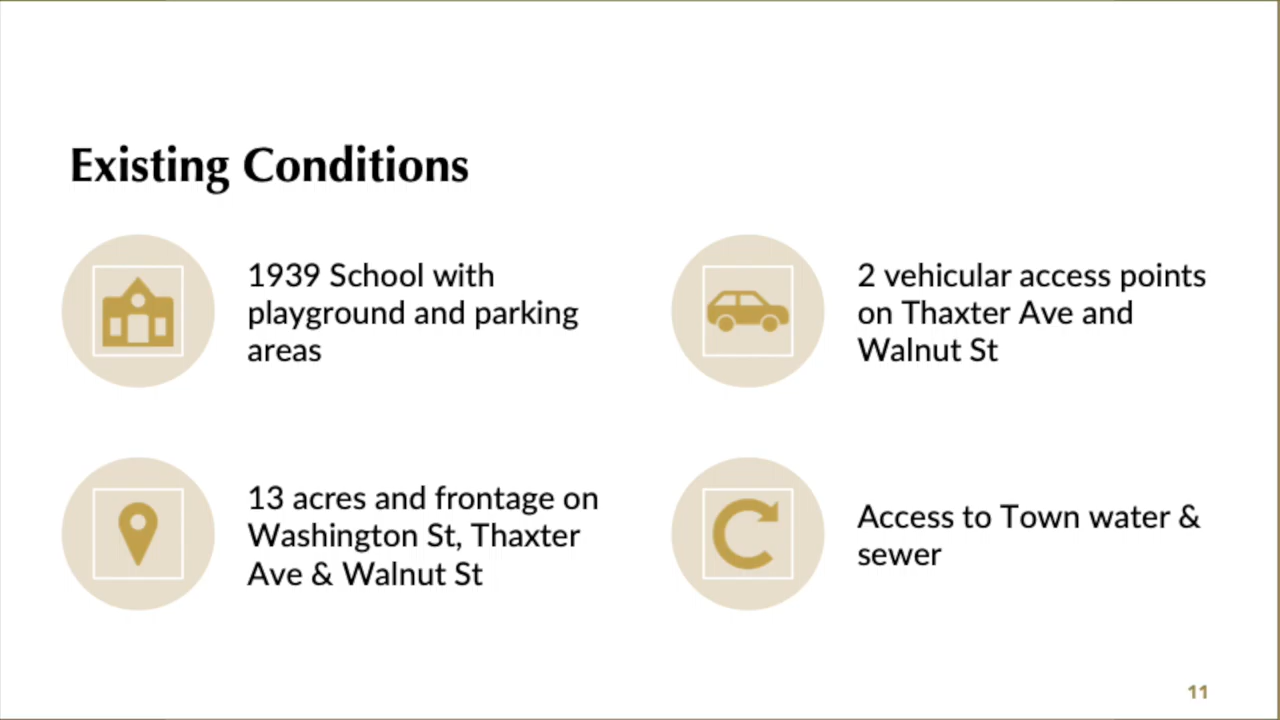 Existing Conditions
1939 School with
playground and parking
areas
2 vehicular access points
on Thaxter Ave and
Walnut St
13 acres and frontage on
Washington St, Thaxter
Ave & Walnut St
Access to Town water &
sewer
11